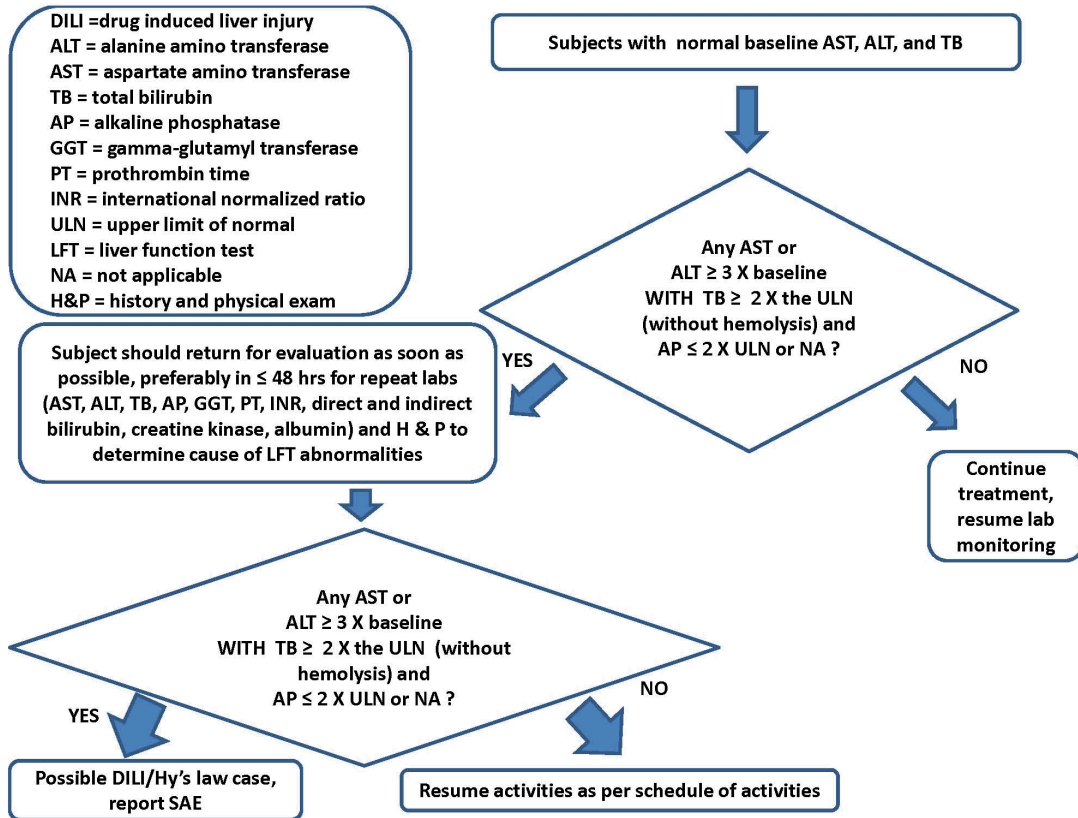 DILI =drug induced liver injury
ALT = alanine amino transferase
AST = aspartate amino transferase
TB = total bilirubin
AP = alkaline phosphatase
GGT = gamma-glutamyl transferase
PT = prothrombin time
INR = international normalized ratio
ULN = upper limit of normal
LFT = liver function test
NA = not applicable
H&P = history and physical exam
Subjects with normal baseline AST, ALT, and TB
Any AST or
ALT ≥ 3 X baseline
WITH TB ≥ 2 X the ULN
(without hemolysis) and
AP ≤ 2 X ULN or NA ?
YES
NO
Subject should return for evaluation as soon as
possible, preferably in ≤ 48 hrs for repeat labs
(AST, ALT, TB, AP, GGT, PT, INR, direct and indirect
bilirubin, creatine kinase, albumin) and H & P to
determine cause of LFT abnormalities
Continue
treatment,
resume lab
monitoring
Any AST or
ALT ≥ 3 X baseline
WITH TB ≥ 2 X the ULN (without
hemolysis) and
AP ≤ 2 X ULN or NA ?
YES
NO
Possible DILI/Hy's law case,
report SAE
Resume activities as per schedule of activities